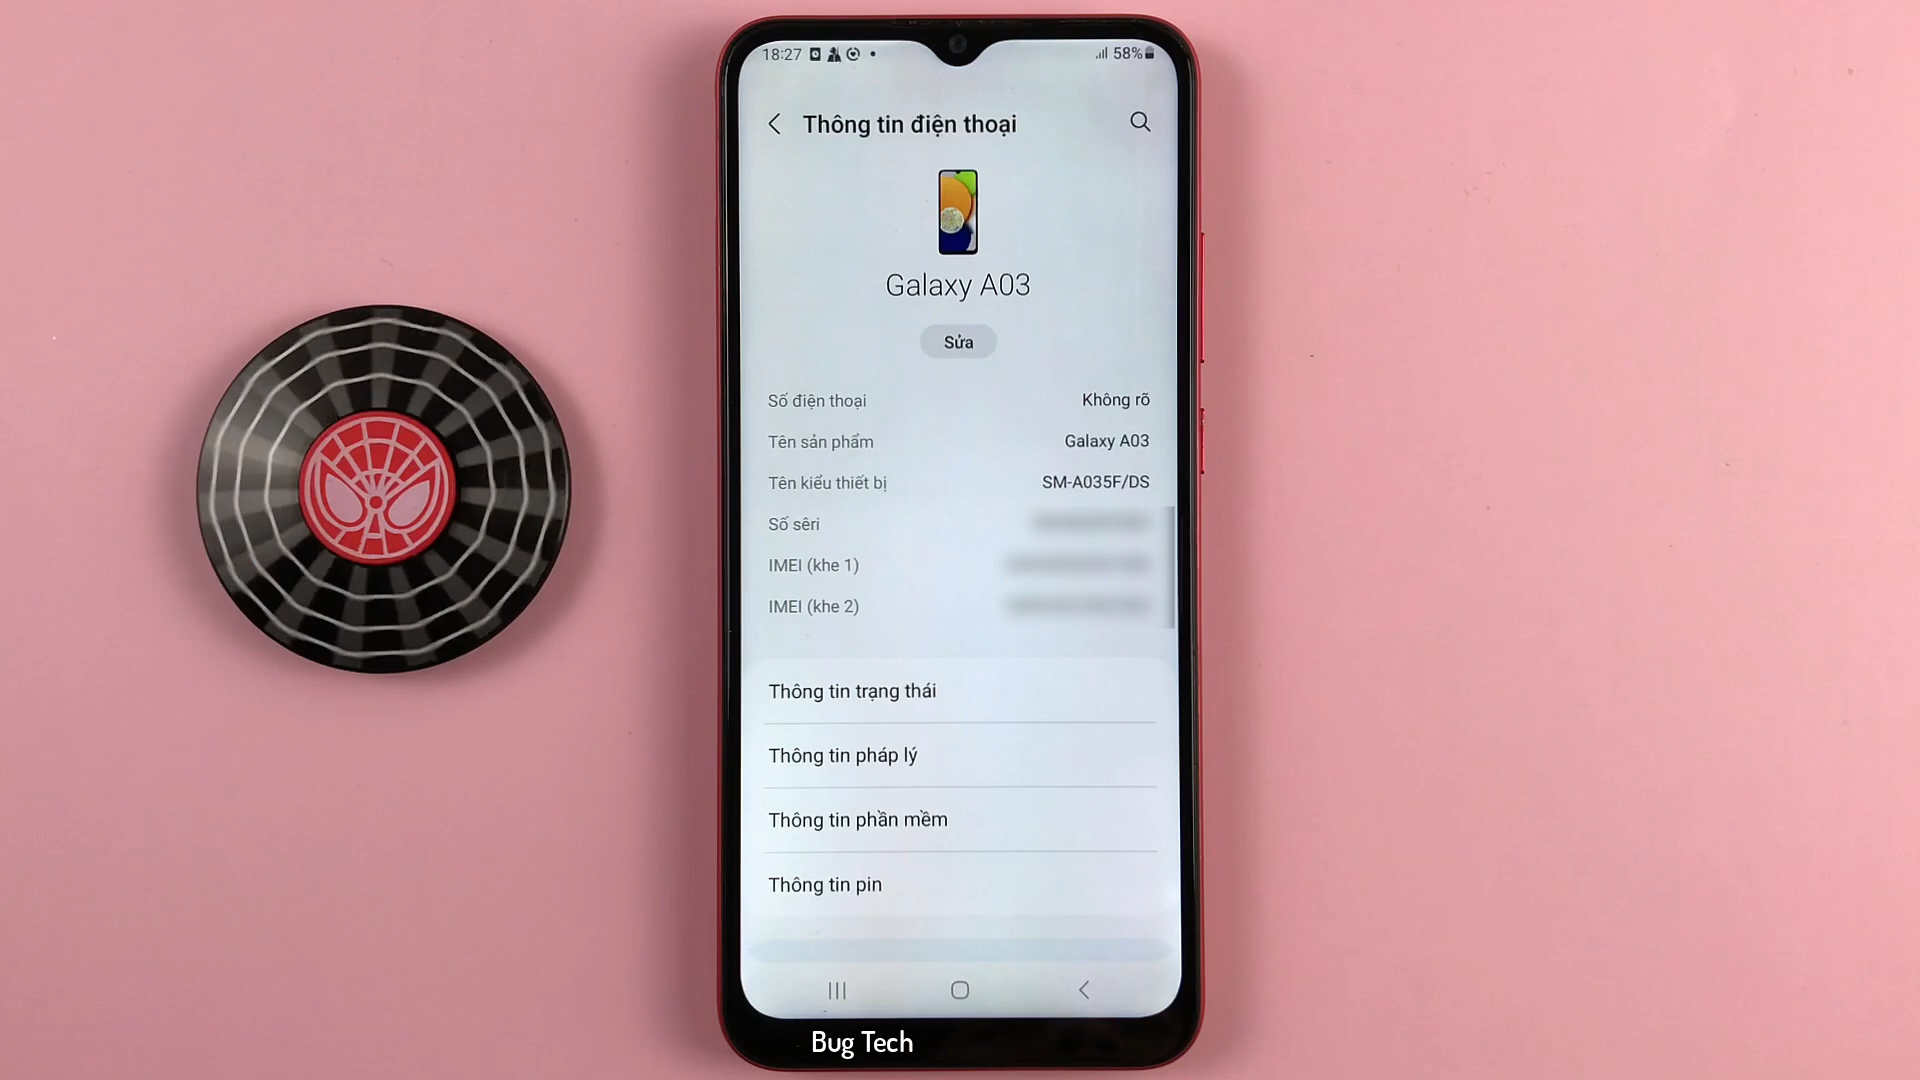 18:27
58%
Thông tin điện thoại
Galaxy A03
Sửa
Số điện thoại Không rõ
Tên sản phẩm Galaxy A03
Tên kiểu thiết bị SM-A035F/DS
Số sêri
IMEI (khe 1)
IMEI (khe 2)
Thông tin trạng thái
Thông tin pháp lý
Thông tin phần mềm
Thông tin pin
Bug Tech